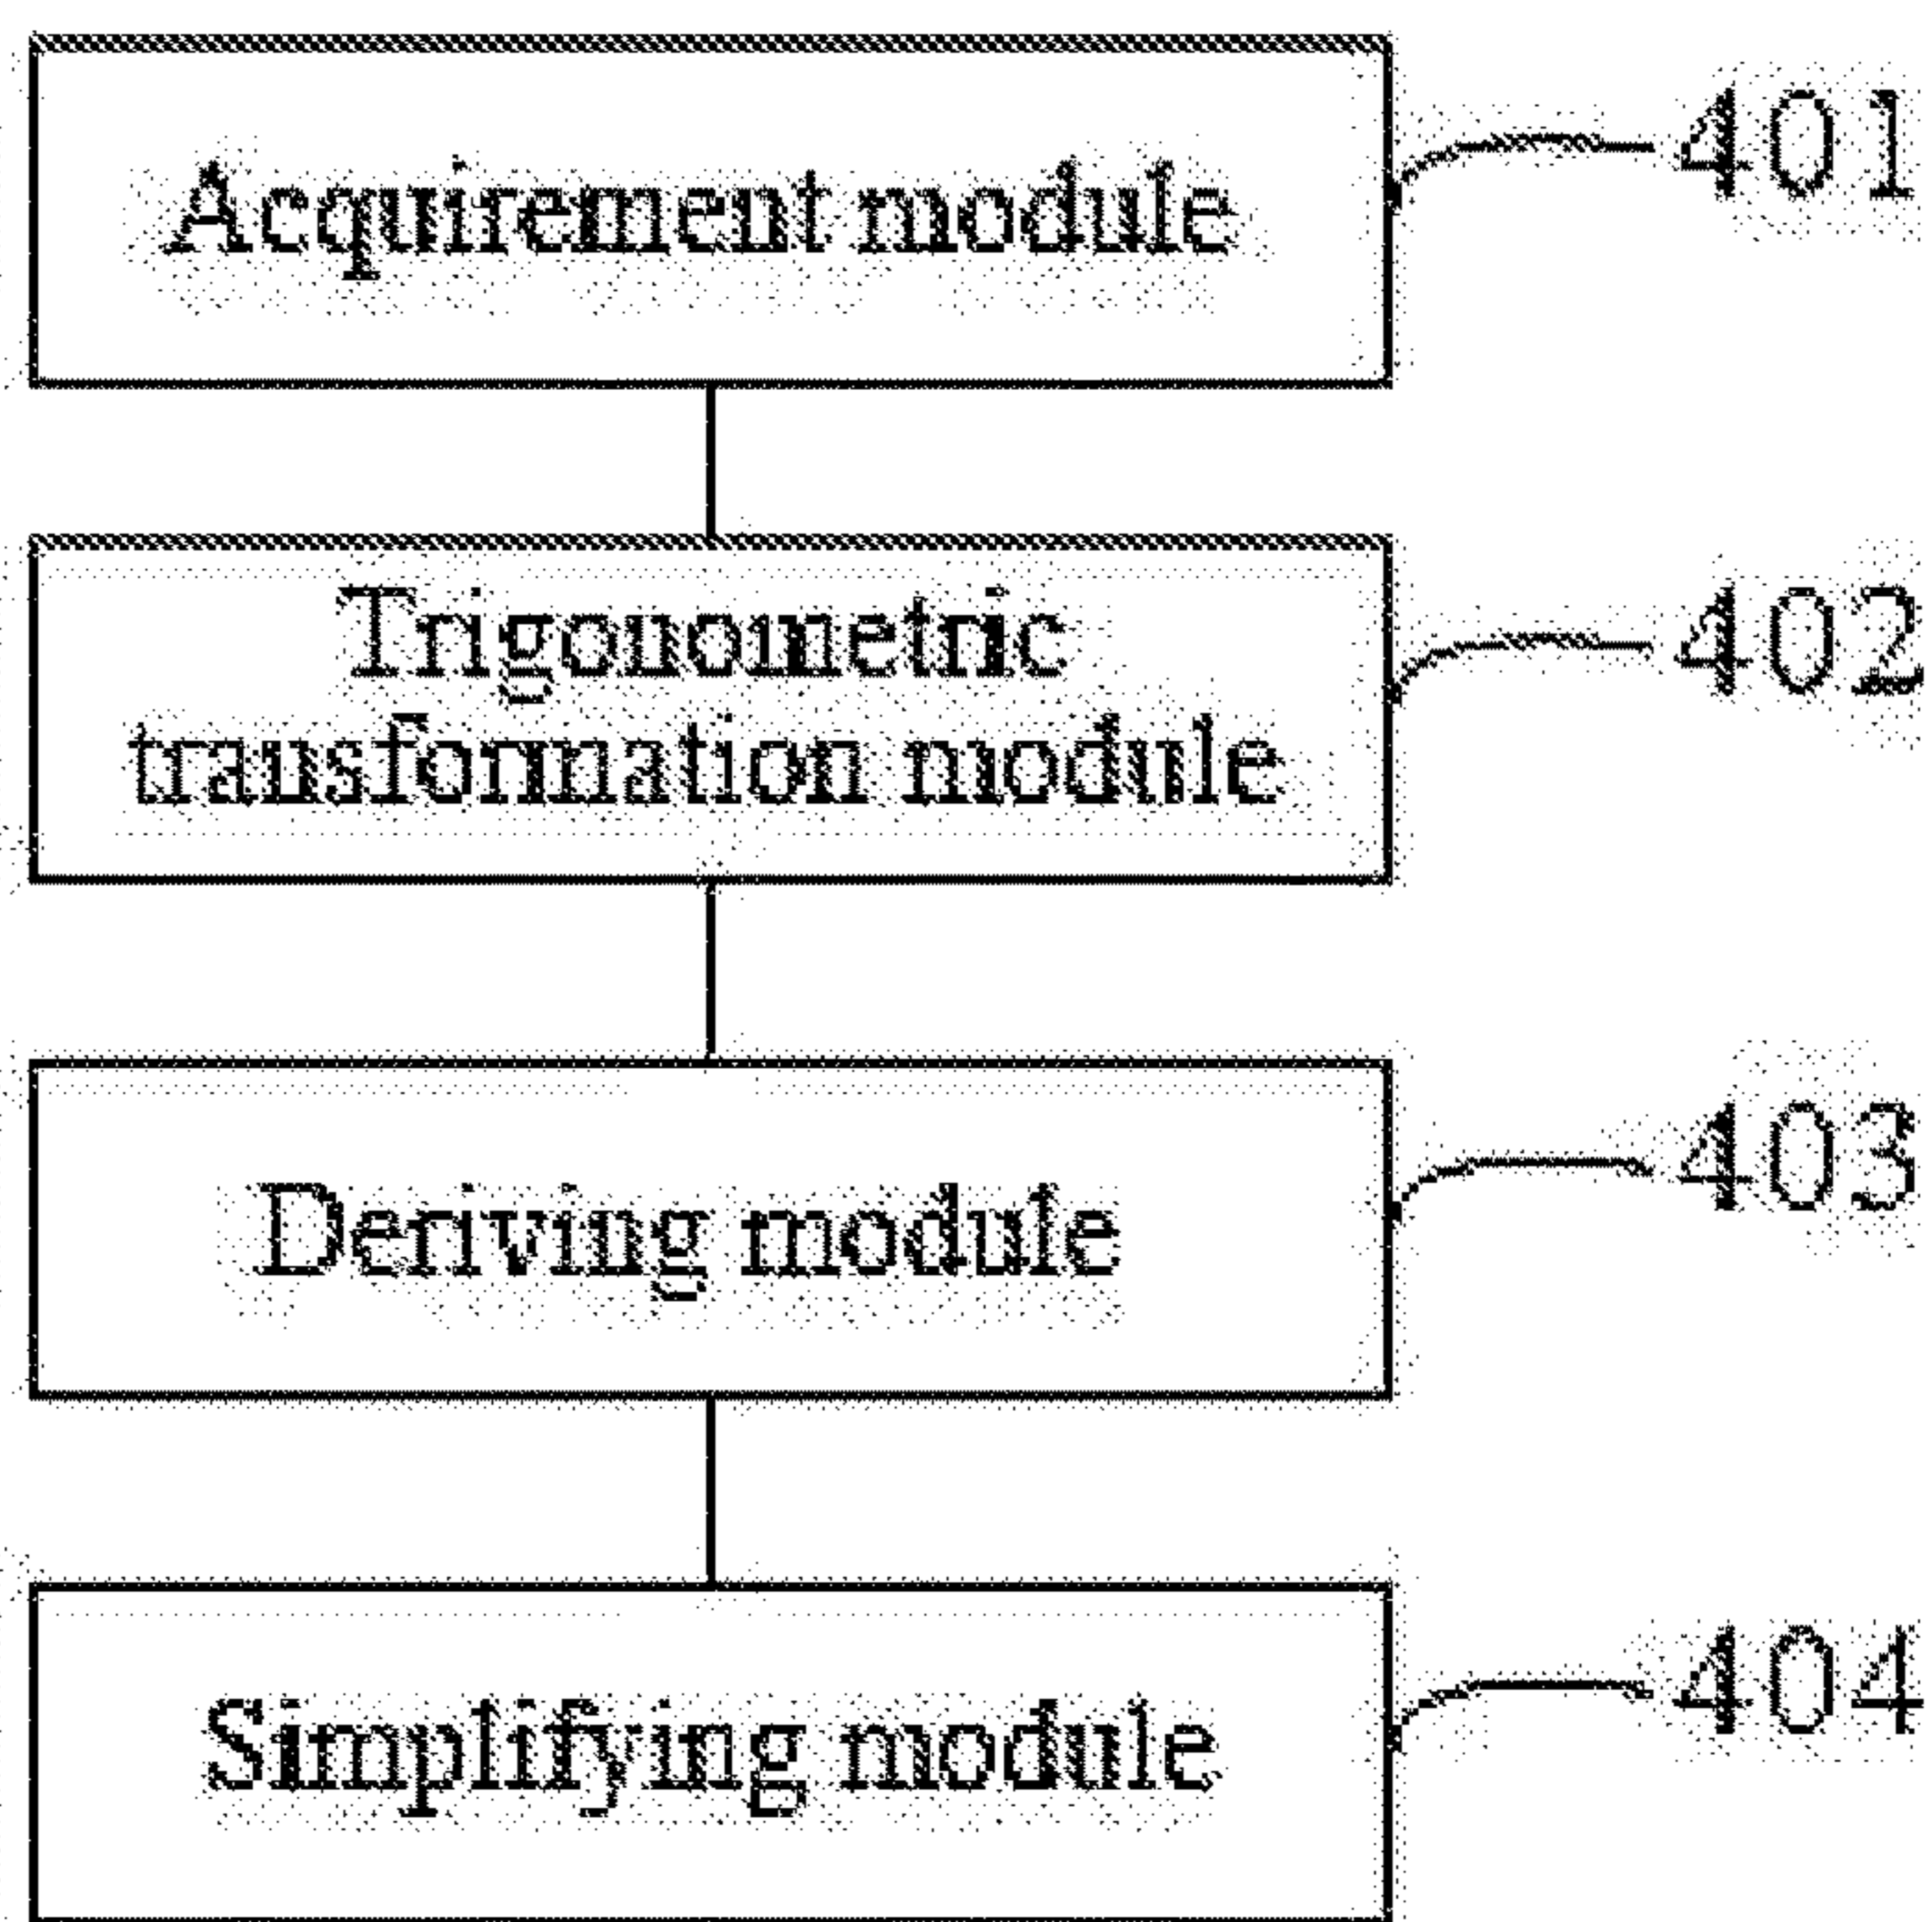 Acquirement module
401
Trigonometric
transformation module
402
Deriving module
403
Simplifying module
404